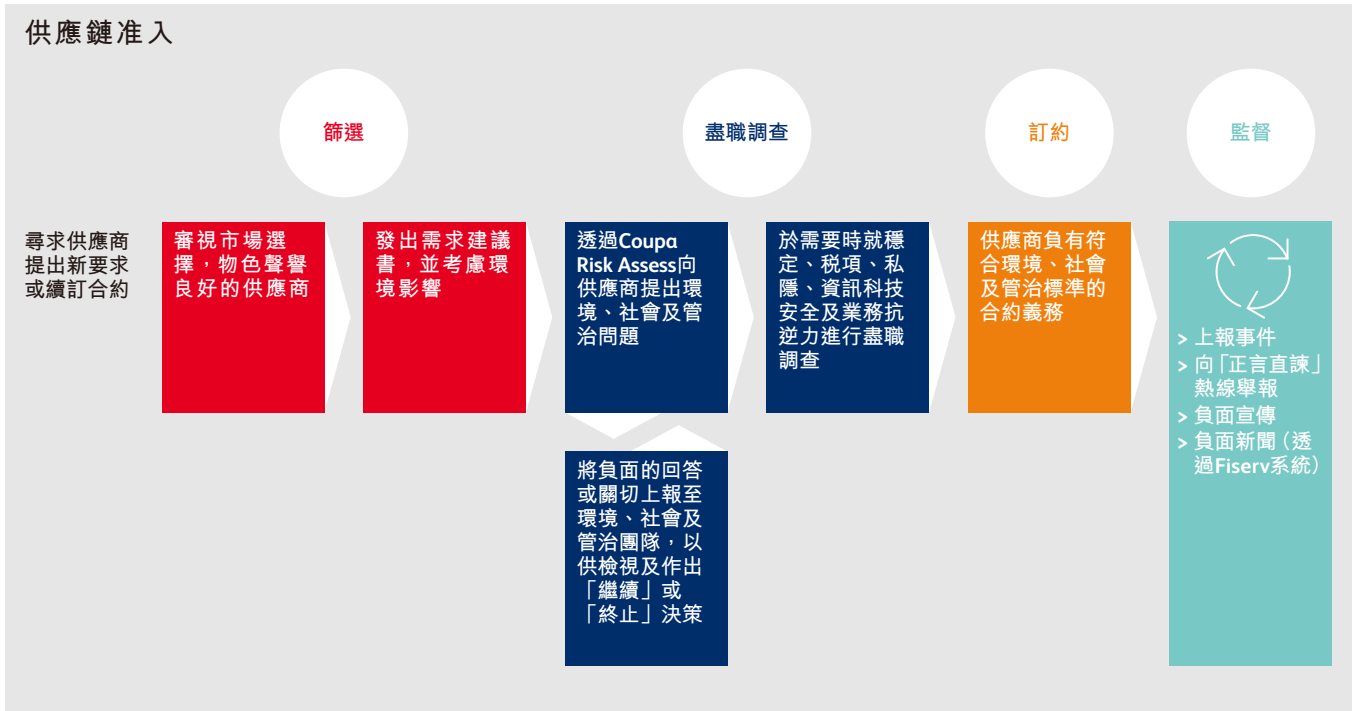 供應鏈准入
篩選
盡職調查
訂約
監督
尋求供應商
提出新要求
或續訂合約
審視市場選
擇，物色聲譽
良好的供應商
發出需求建議
書，並考慮環
境影響
透過Coupa
Risk Assess向
供應商提出環
境、社會及管
治問題
於需要時就穩
定、稅項、私
隱、資訊科技
安全及業務抗
逆力進行盡職
調查
供應商負有符
合環境、社會
及管治標準的
合約義務
> 上報事件
> 向「正言直諫」
熱線舉報
> 負面宣傳
> 負面新聞（透
過Fiserv系統）
將負面的回答
或關切上報至
環境、社會及
管治團隊，以
供檢視及作出
「繼續」或
「終止」決策